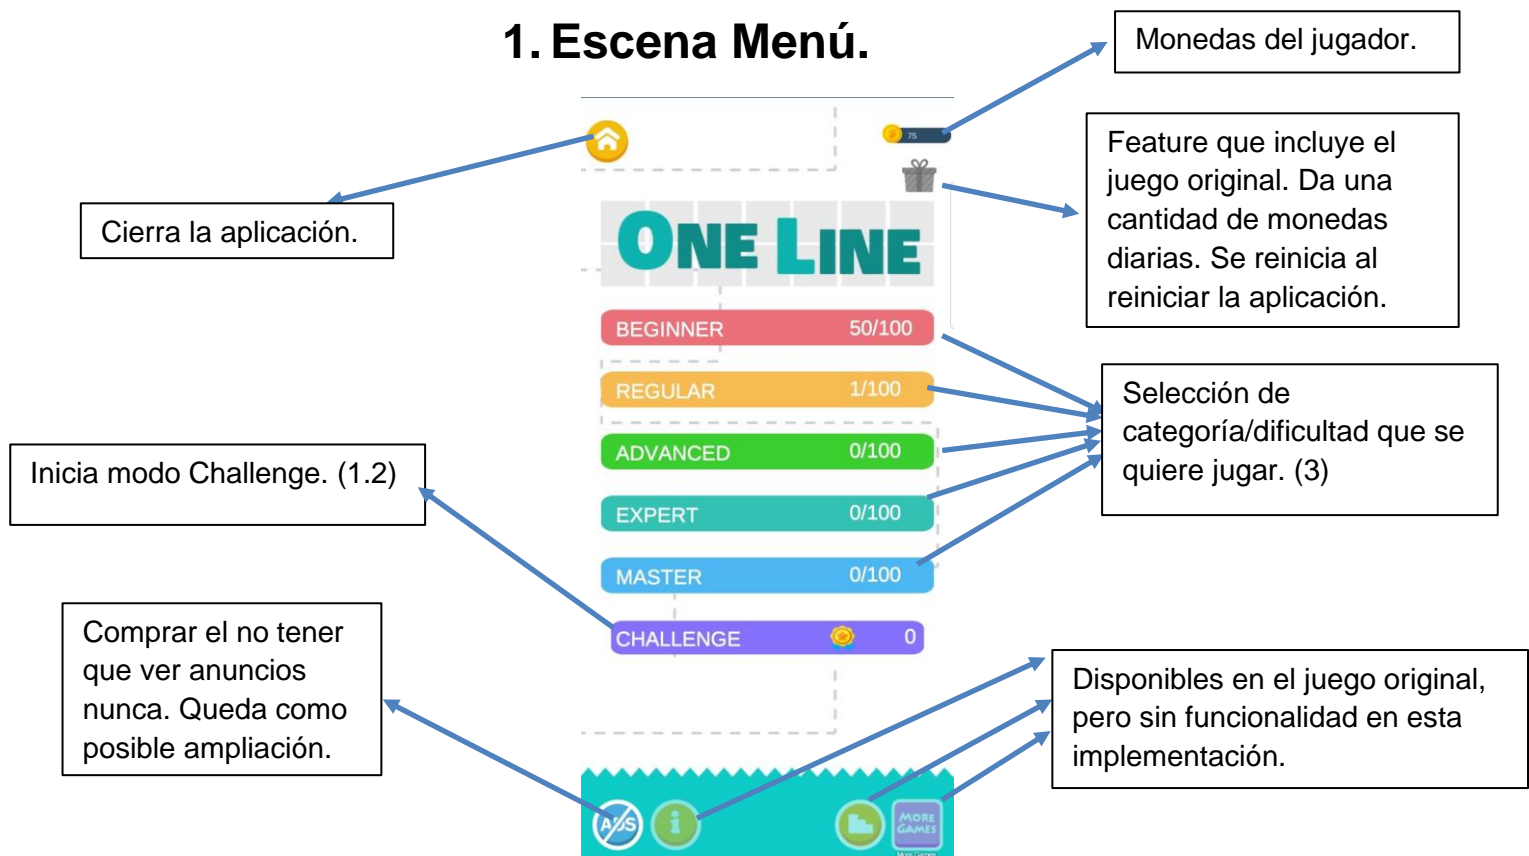 1. Escena Menú.
Monedas del jugador.
75
Feature que incluye el
juego original. Da una
cantidad de monedas
diarias. Se reinicia al
reiniciar la aplicación.
Cierra la aplicación.
ONE LINE
BEGINNER 50/100
REGULAR 1/100
ADVANCED 0/100
EXPERT 0/100
MASTER 0/100
CHALLENGE 0
Selección de
categoría/dificultad que se
quiere jugar. (3)
Inicia modo Challenge. (1.2)
Comprar el no tener
que ver anuncios
nunca. Queda como
posible ampliación.
Disponibles en el juego original,
pero sin funcionalidad en esta
implementación.
ADS
i
MORE
GAMES
More Games